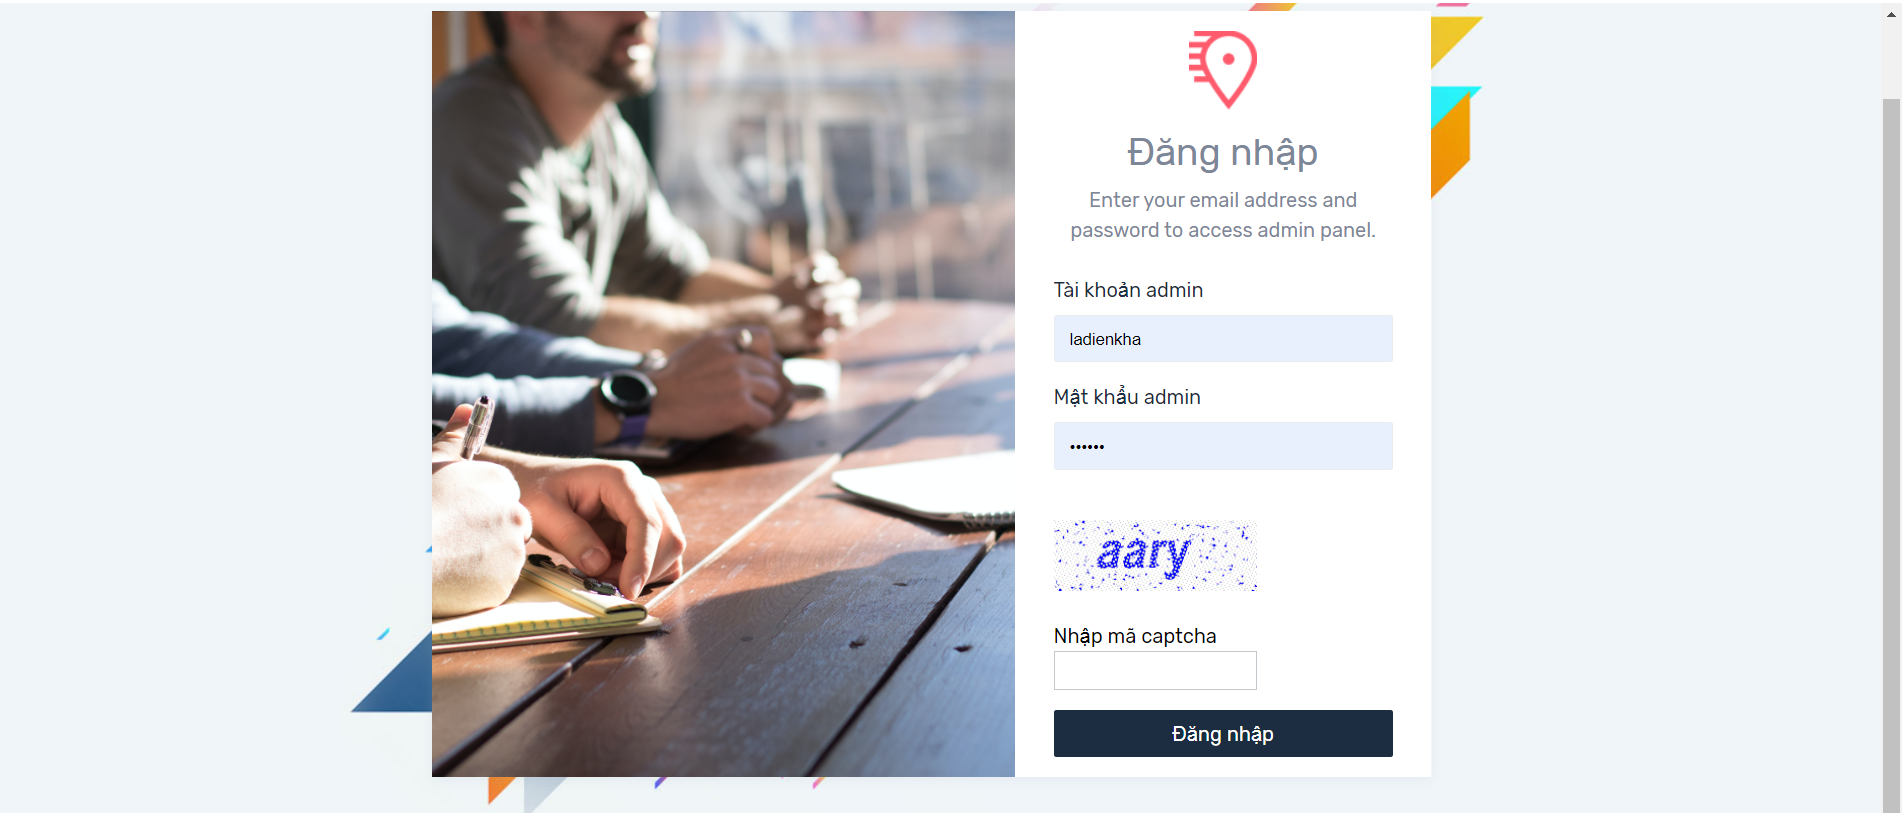 Đăng nhập
Enter your email address and
password to access admin panel.
Tài khoản admin
ladienkha
Mật khẩu admin
••••••
aary
Nhập mã captcha
Đăng nhập